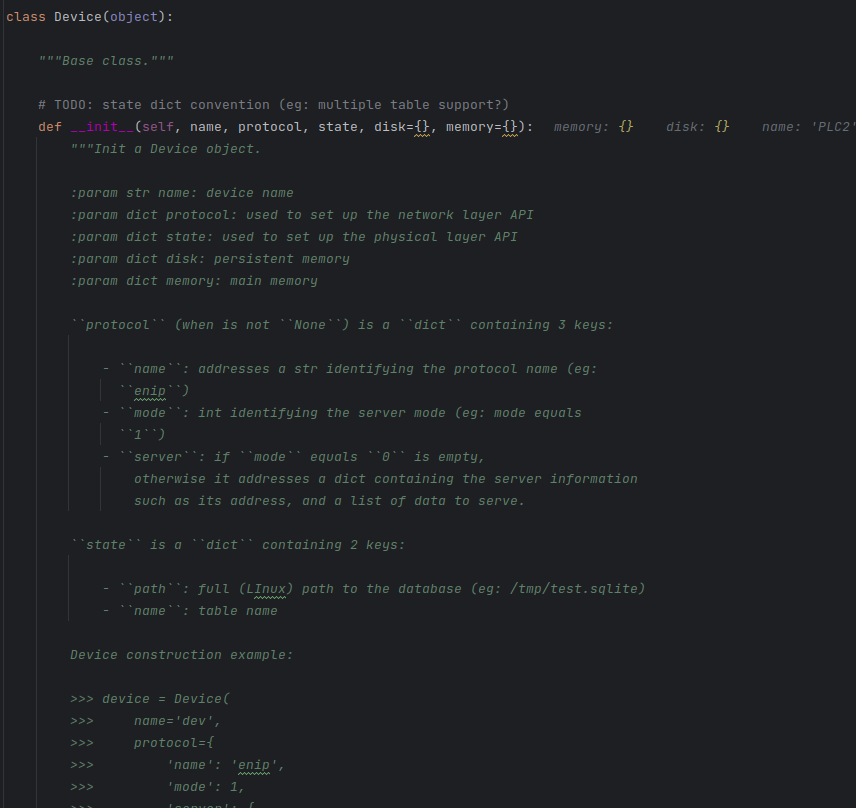 class Device(object):
"""Base class."""
# TODO: state dict convention (eg: multiple table support?)
def __init__(self, name, protocol, state, disk={}, memory={}): memory: {} disk: {} name: 'PLC2'
"""Init a Device object.
:param str name: device name
:param dict protocol: used to set up the network layer API
:param dict state: used to set up the physical layer API
:param dict disk: persistent memory
:param dict memory: main memory
``protocol`` (when is not ``None``) is a ``dict`` containing 3 keys:
- ``name``: addresses a str identifying the protocol name (eg:
``enip``)
- ``mode``: int identifying the server mode (eg: mode equals
``1``)
- ``server``: if ``mode`` equals ``0`` is empty,
otherwise it addresses a dict containing the server information
such as its address, and a list of data to serve.
``state`` is a ``dict`` containing 2 keys:
- ``path``: full (LInux) path to the database (eg: /tmp/test.sqlite)
- ``name``: table name
Device construction example:
>>> device = Device(
>>>     name='dev',
>>>     protocol={
>>>         'name': 'enip',
>>>         'mode': 1,
>>>         'server': {